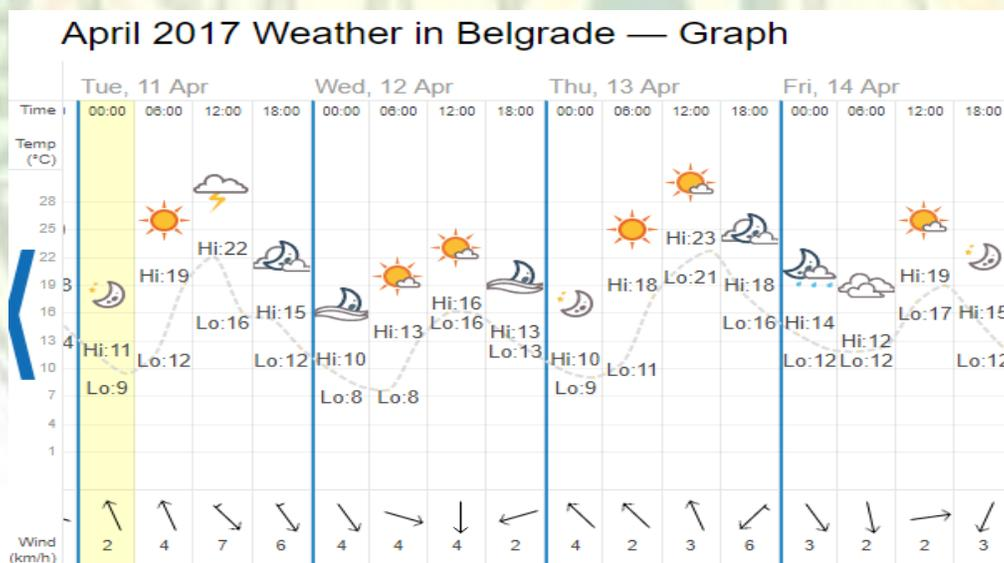 April 2017 Weather in Belgrade — Graph
Tue, 11 Apr Wed, 12 Apr Thu, 13 Apr Fri, 14 Apr
Time 00:00 06:00 12:00 18:00 00:00 06:00 12:00 18:00 00:00 06:00 12:00 18:00 00:00 06:00 12:00 18:00
Temp
(°C)
28
25
Hi:22 Hi:23
22
Hi:19 Lo:21 Hi:19
19 8 Hi:18 Hi:18
Hi:15 Hi:16 Lo:17 Hi:15
16
Lo:16 Lo:16 Lo:16 Hi:14
Hi:13 Hi:13
13 4 Hi:12
Hi:11 Lo:13
Lo:12 Lo:12 Hi:10 Hi:10 Lo:12 Lo:12 Lo:12
10 Lo:11
Lo:9 Lo:9
7 Lo:8 Lo:8
4
1
Wind
(km/h) 2 4 7 6 4 4 4 2 4 2 3 6 3 2 2 3